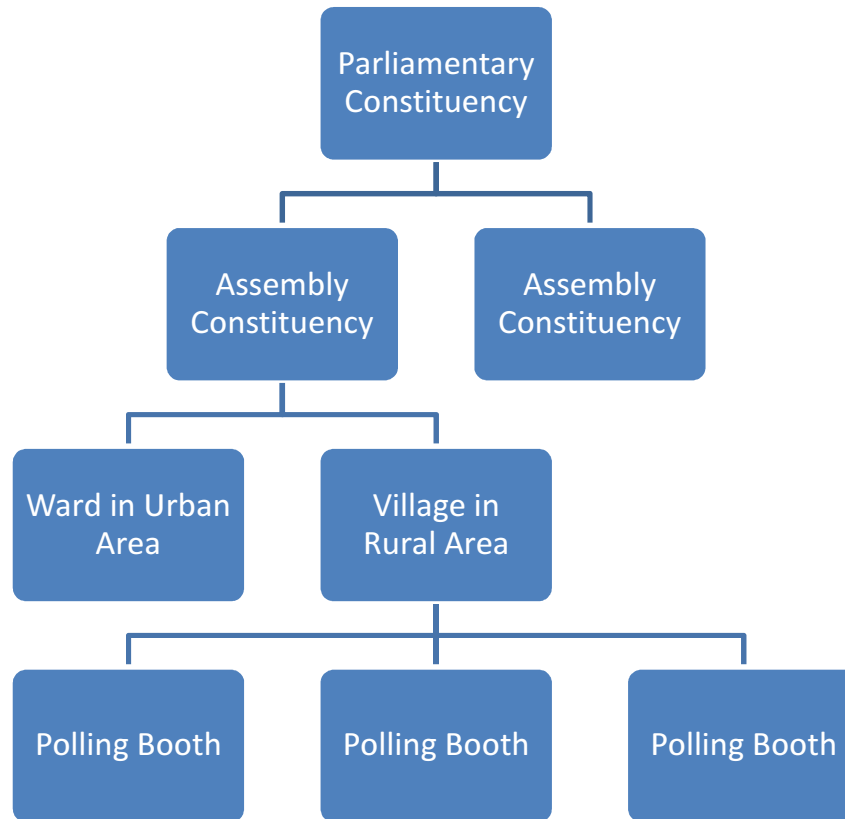 Parliamentary
Constituency
Assembly
Constituency
Assembly
Constituency
Ward in Urban
Area
Village in
Rural Area
Polling Booth
Polling Booth
Polling Booth